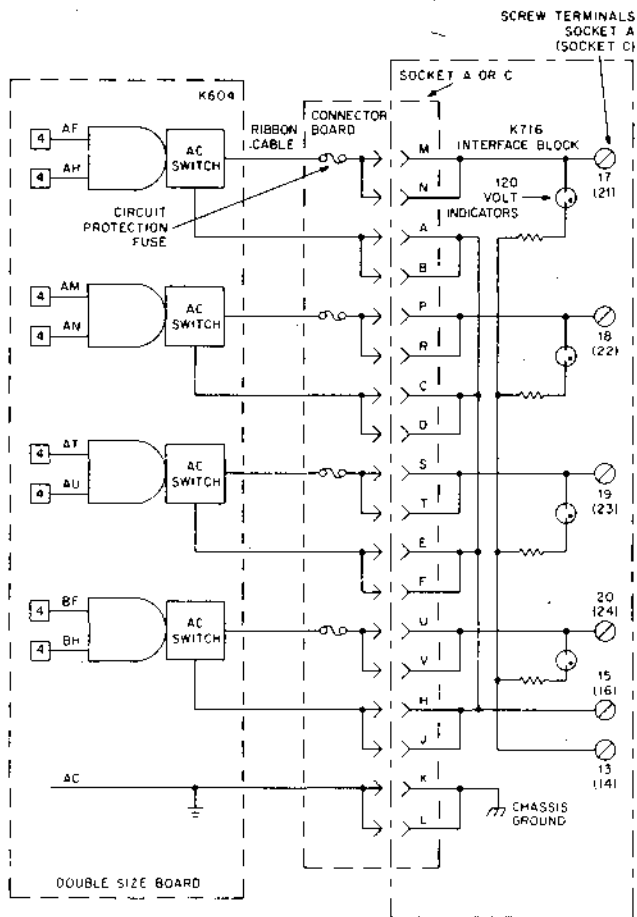 SCREW TERMINALS
SOCKET A
(SOCKET C)
K604
SOCKET A OR C
CONNECTOR
BOARD
RIBBON
CABLE
K716
INTERFACE BLOCK
4
AF
4
AH
AC
SWITCH
M
N
A
B
120
VOLT
INDICATORS
17
(21)
CIRCUIT
PROTECTION
FUSE
4
AM
4
AN
AC
SWITCH
P
R
C
D
18
(22)
4
AT
4
AU
AC
SWITCH
S
T
E
F
19
(23)
4
BF
4
BH
AC
SWITCH
U
V
H
J
20
(24)
15
(16)
13
(14)
AC
K
L
CHASSIS
GROUND
DOUBLE SIZE BOARD